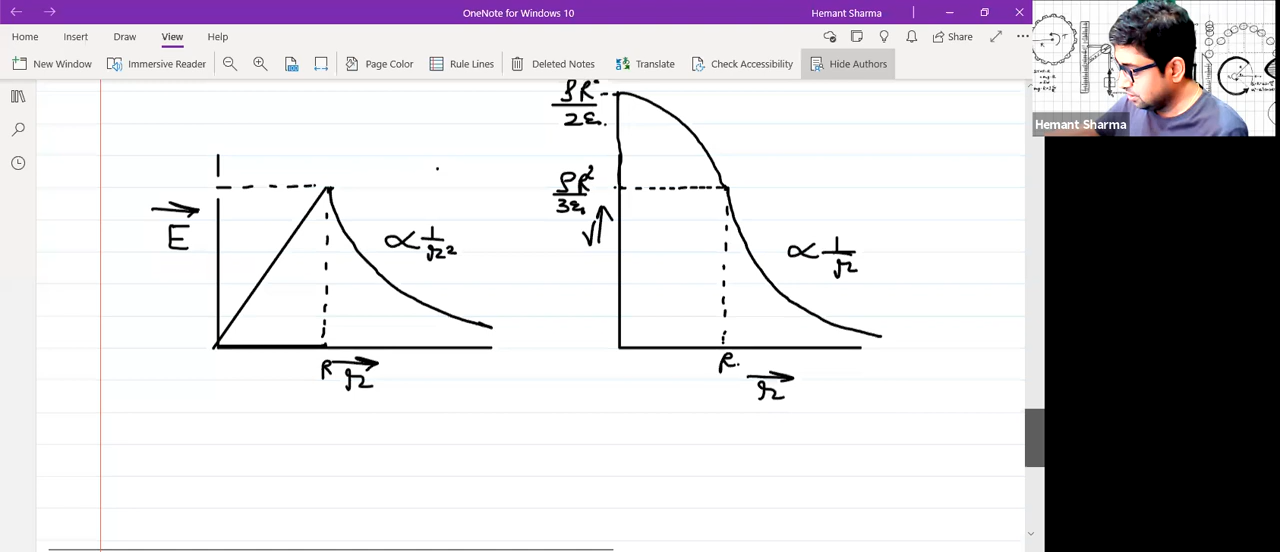 OneNote for Windows 10
Hemant Sharma
Home Insert Draw View Help
Share
New Window Immersive Reader Page Color Rule Lines Deleted Notes Translate Check Accessibility Hide Authors
Hemant Sharma
ρR²/2ε₀
ρR²/3ε₀
E
∝ 1/r²
V
∝ 1/r
R r
R r